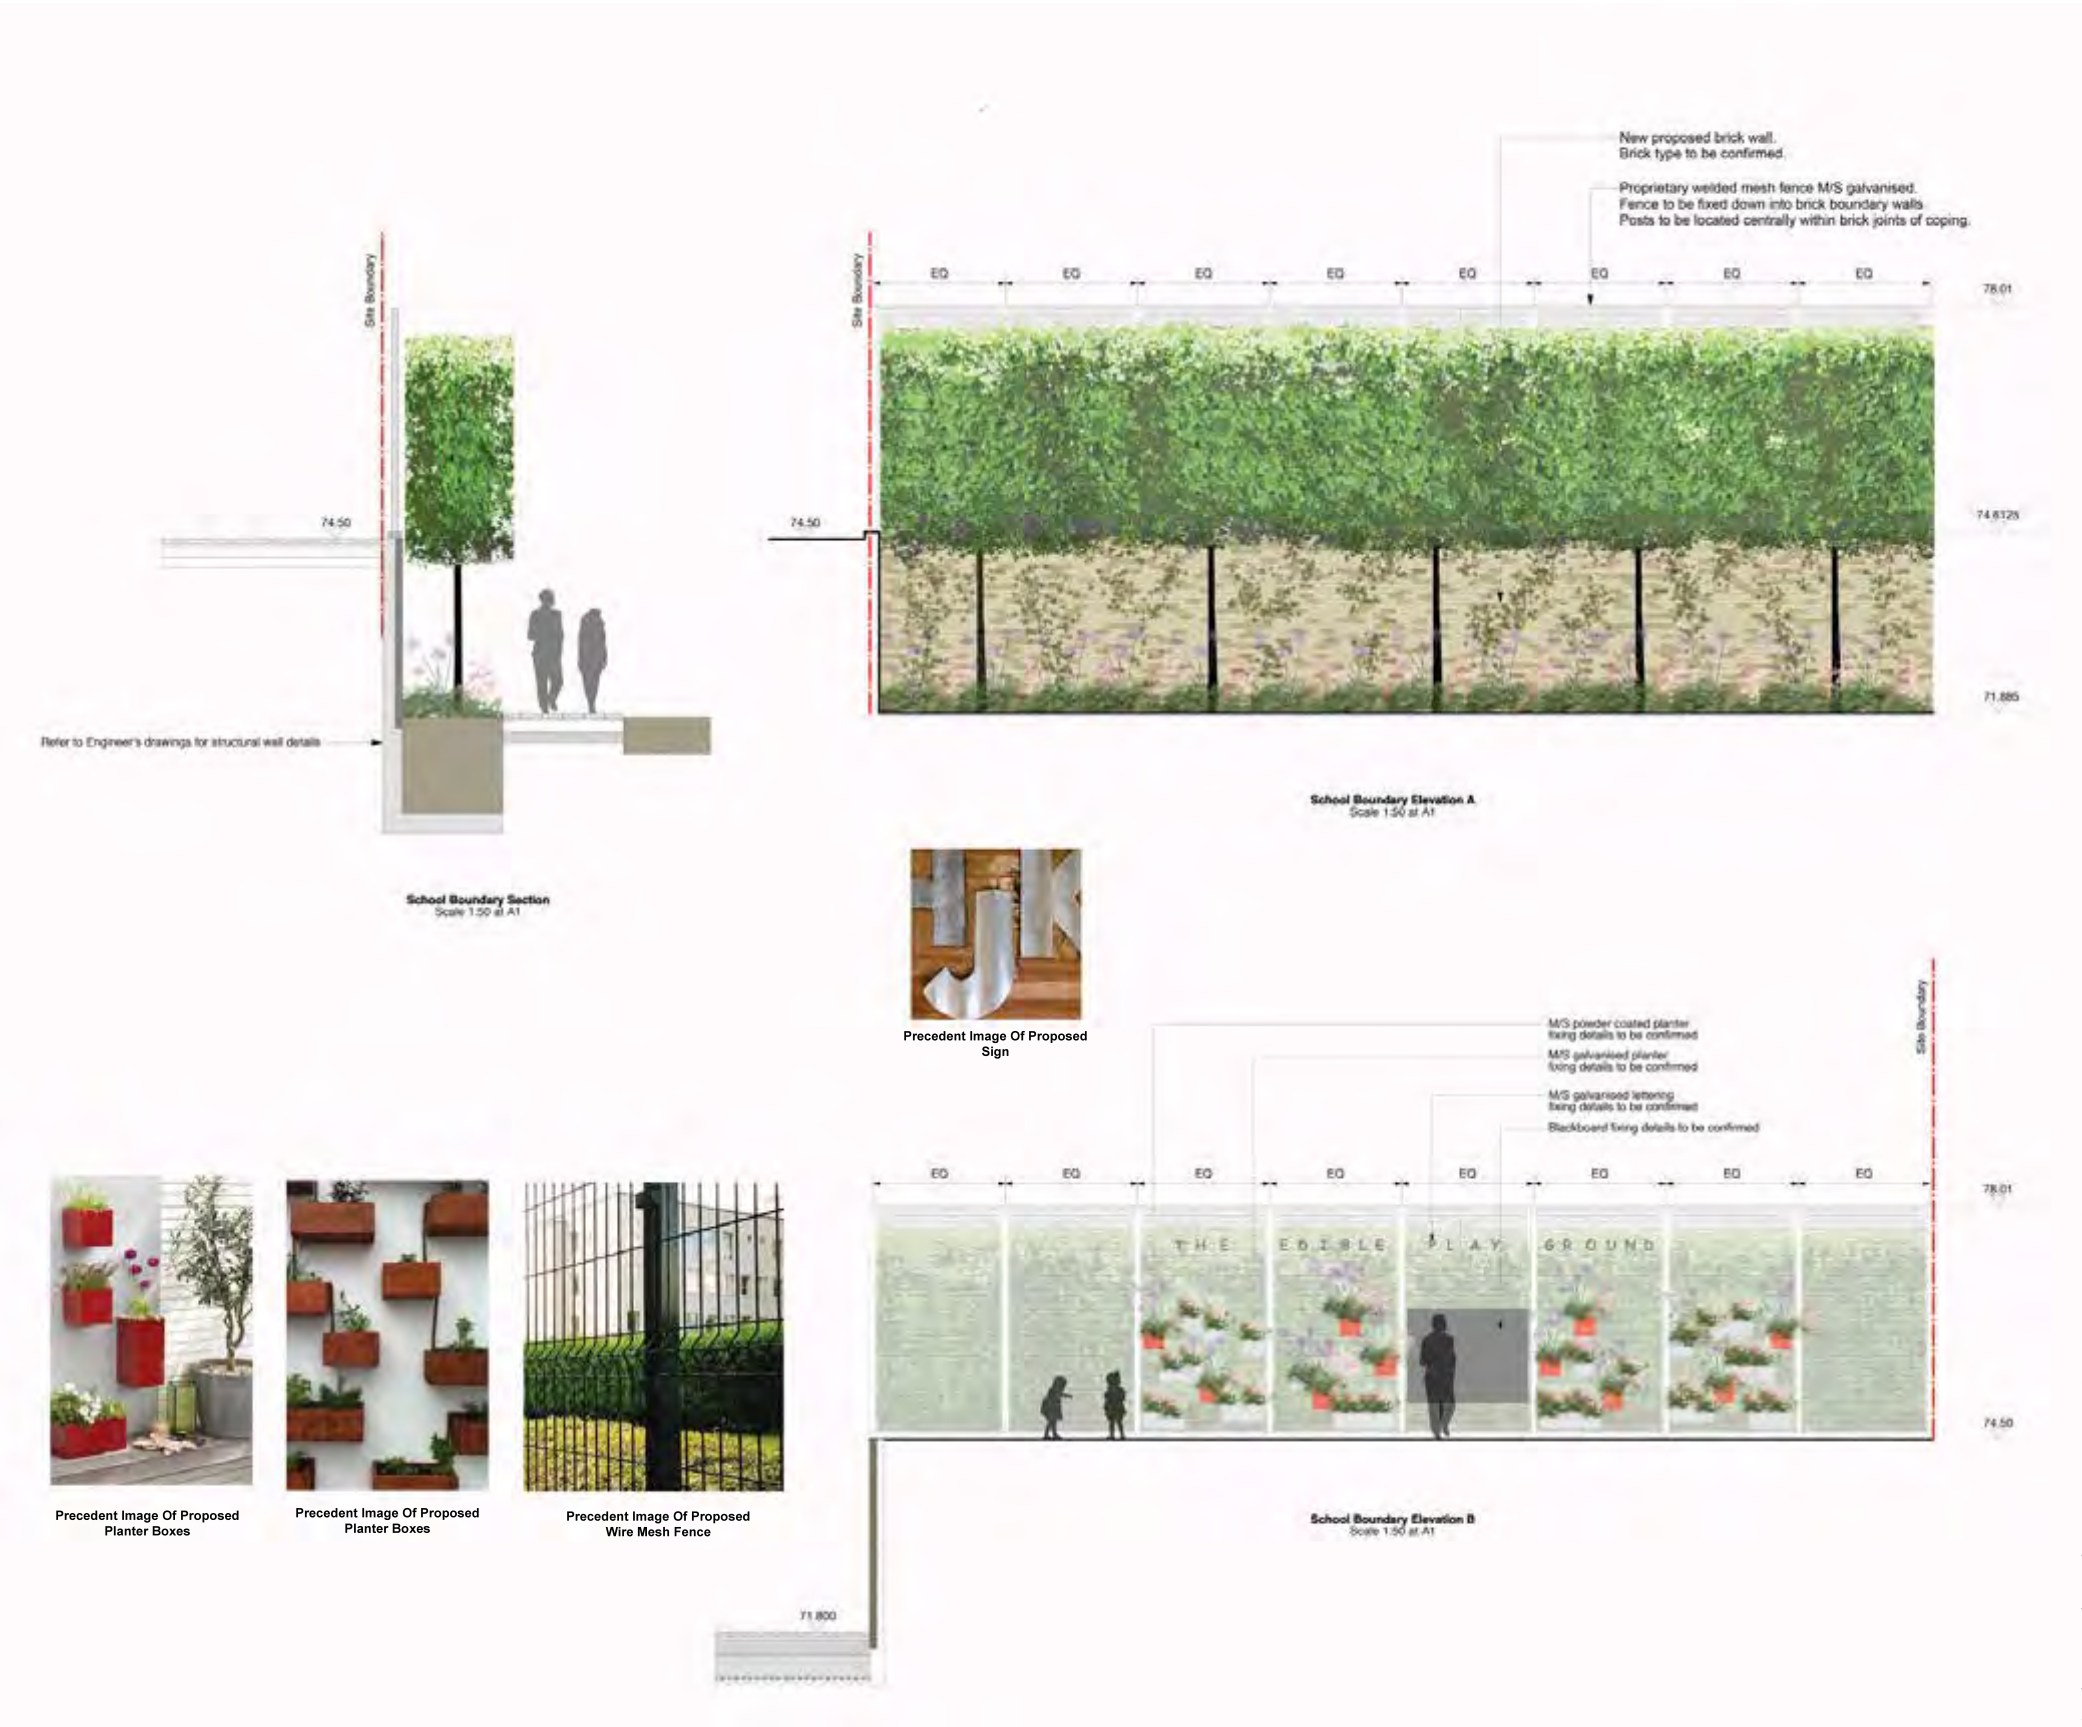 New proposed brick wall.
Brick type to be confirmed.
Proprietary welded mesh fence M/S galvanised.
Fence to be fixed down into brick boundary walls
Posts to be located centrally within brick joints of coping.
Site Boundary
Site Boundary
EQ EQ EQ EQ EQ EQ EQ EQ
78.01
74.50
74.50
74.6125
71.885
Refer to Engineer's drawings for structural wall details
School Boundary Elevation A
Scale 1:50 at A1
School Boundary Section
Scale 1:50 at A1
H J K
Precedent Image Of Proposed
Sign
Site Boundary
M/S powder coated planter
fixing details to be confirmed
M/S galvanised planter
fixing details to be confirmed
M/S galvanised lettering
fixing details to be confirmed
Blackboard fixing details to be confirmed
EQ EQ EQ EQ EQ EQ EQ EQ
78.01
THE EDIBLE PLAY GROUND
74.50
Precedent Image Of Proposed
Planter Boxes
Precedent Image Of Proposed
Planter Boxes
Precedent Image Of Proposed
Wire Mesh Fence
School Boundary Elevation B
Scale 1:50 at A1
71.800